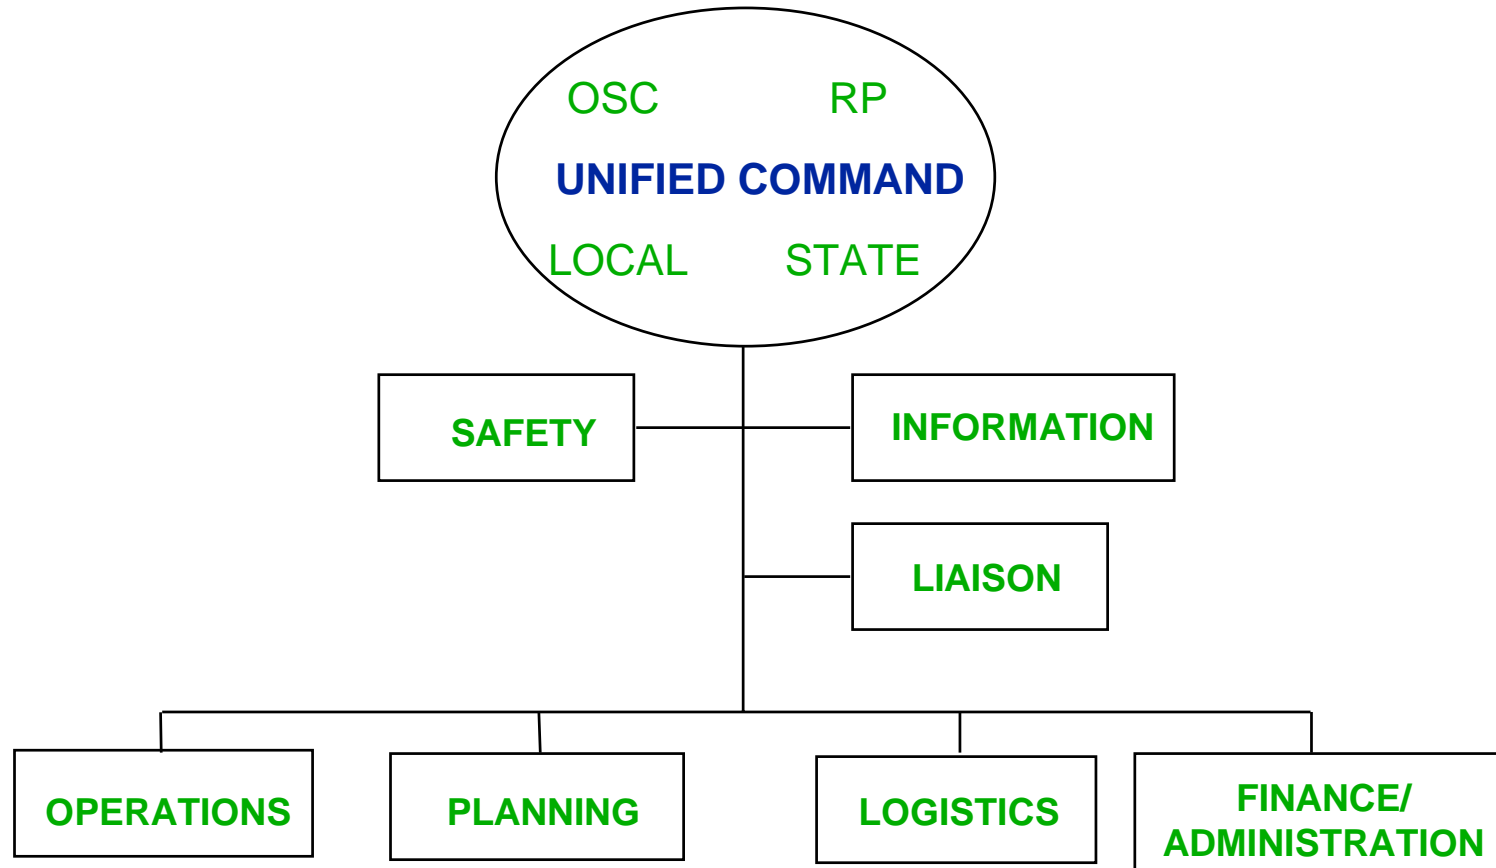 OSC RP
UNIFIED COMMAND
LOCAL STATE
SAFETY
INFORMATION
LIAISON
OPERATIONS
PLANNING
LOGISTICS
FINANCE/
ADMINISTRATION